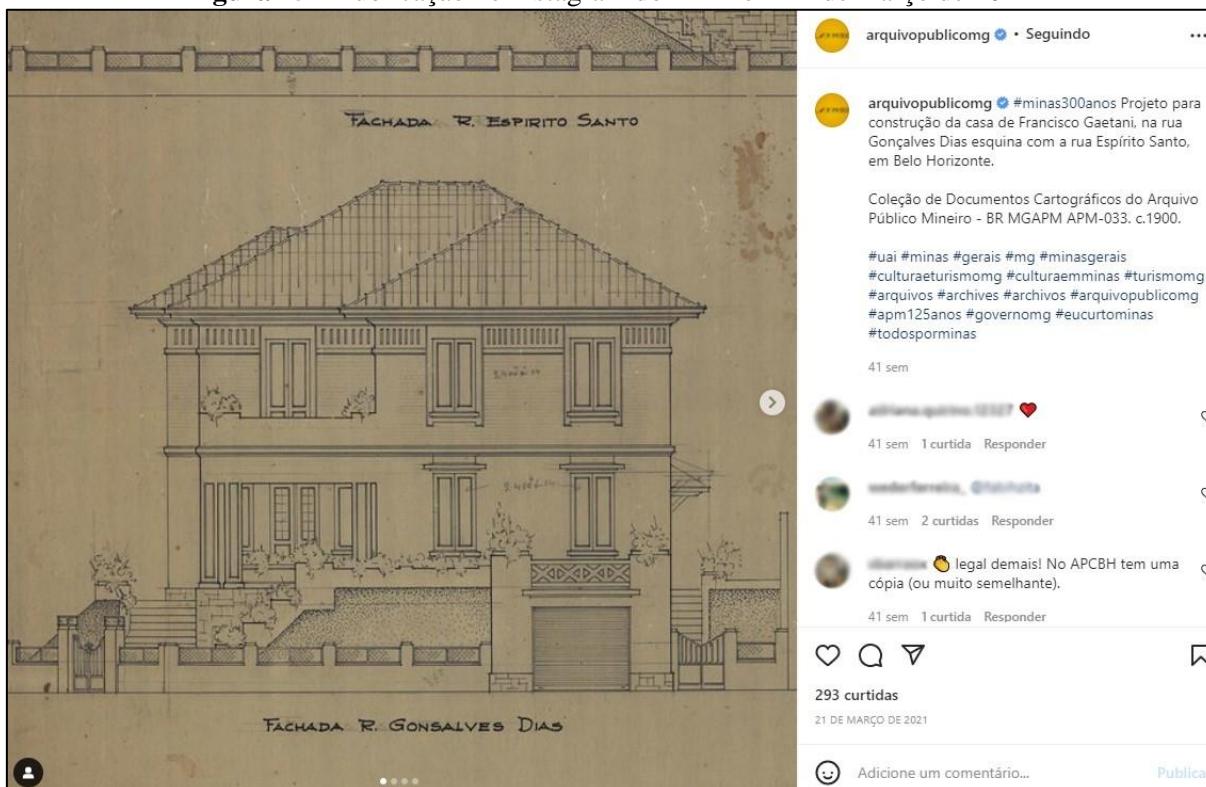 FACHADA R. ESPIRITO SANTO
FACHADA R. GONSALVES DIAS
arquivopublicomg • Seguindo
arquivopublicomg #minas300anos Projeto para
construção da casa de Francisco Gaetani, na rua
Gonçalves Dias esquina com a rua Espírito Santo,
em Belo Horizonte.
Coleção de Documentos Cartográficos do Arquivo
Público Mineiro - BR MGAPM APM-033. c.1900.
#uai #minas #gerais #mg #minasgerais
#culturaeturismomg #culturaemminas #turismomg
#arquivos #archives #archivos #arquivopublicomg
#apm125anos #governomg #eucurtominas
#todosporminas
41 sem
41 sem 1 curtida Responder
41 sem 2 curtidas Responder
legal demais! No APCBH tem uma
cópia (ou muito semelhante).
41 sem 1 curtida Responder
293 curtidas
21 DE MARÇO DE 2021
Adicione um comentário... Publica